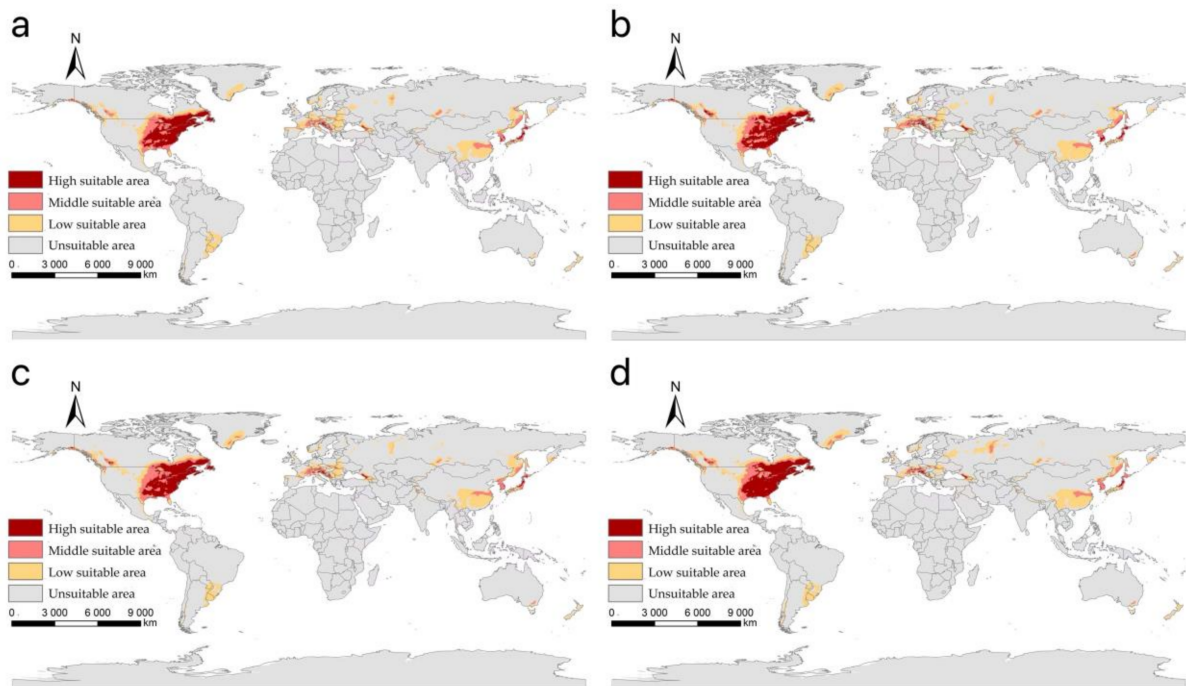 a
N
High suitable area
Middle suitable area
Low suitable area
Unsuitable area
0 3 000 6 000 9 000
km
b
N
High suitable area
Middle suitable area
Low suitable area
Unsuitable area
0 3 000 6 000 9 000
km
c
N
High suitable area
Middle suitable area
Low suitable area
Unsuitable area
0 3 000 6 000 9 000
km
d
N
High suitable area
Middle suitable area
Low suitable area
Unsuitable area
0 3 000 6 000 9 000
km